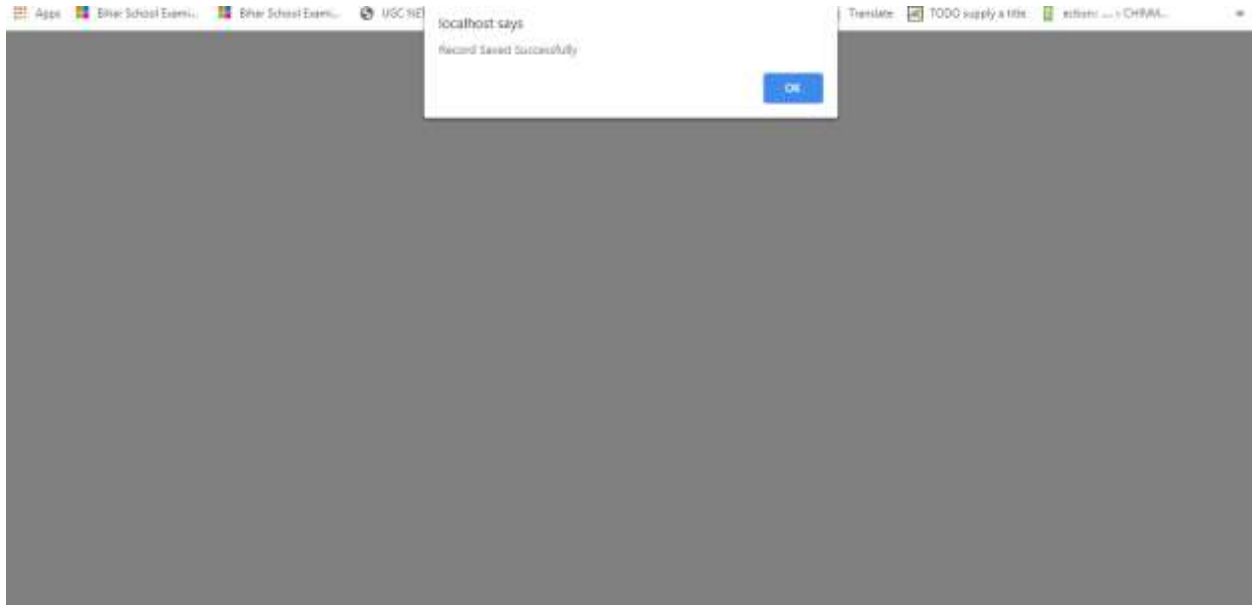 Apps Bihar School Exami... Bihar School Exami... UGC NE Translate TODO supply a title
localhost says
Record Saved Successfully
OK